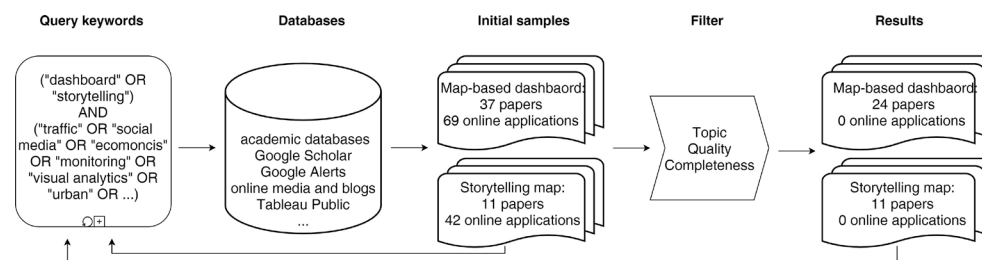 Query keywords
Databases
Initial samples
Filter
Results
("dashboard" OR
"storytelling")
AND
("traffic" OR "social
media" OR "ecomoncis"
OR "monitoring" OR
"visual analytics" OR
"urban" OR ...)
academic databases
Google Scholar
Google Alerts
online media and blogs
Tableau Public
...
Map-based dashbaord:
37 papers
69 online applications
Storytelling map:
11 papers
42 online applications
Topic
Quality
Completeness
Map-based dashboard:
24 papers
0 online applications
Storytelling map:
11 papers
0 online applications